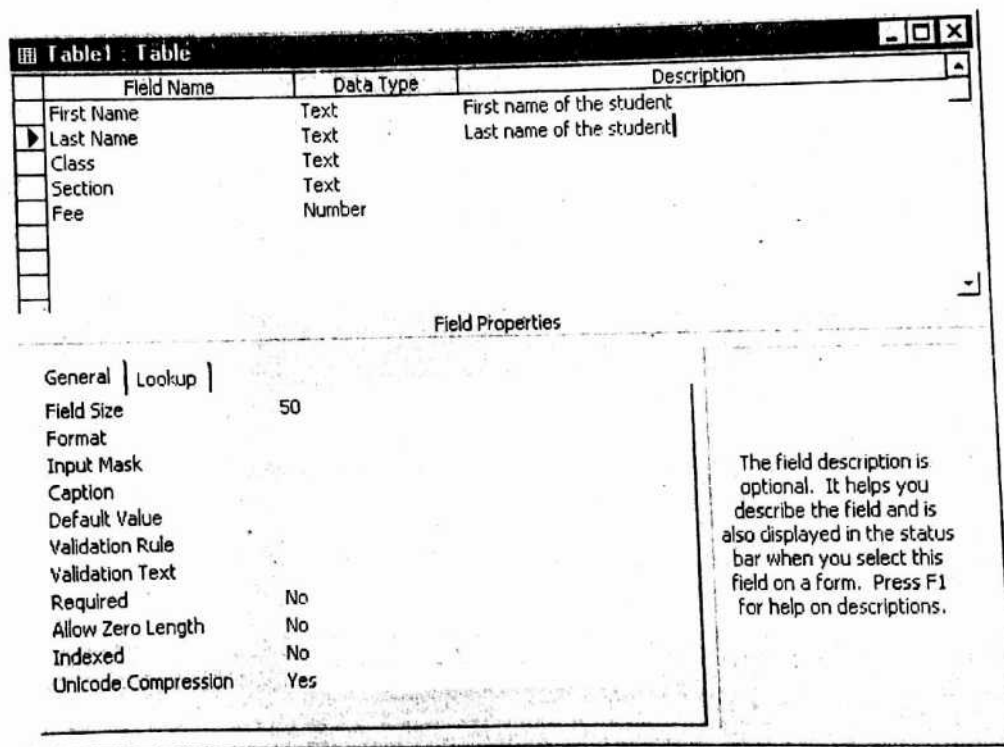 Table1 : Table
Field Name Data Type Description
First Name Text First name of the student
Last Name Text Last name of the student
Class Text
Section Text
Fee Number
Field Properties
General Lookup
Field Size 50
Format
Input Mask
Caption
Default Value
Validation Rule
Validation Text
Required No
Allow Zero Length No
Indexed No
Unicode Compression Yes
The field description is
optional. It helps you
describe the field and is
also displayed in the status
bar when you select this
field on a form. Press F1
for help on descriptions.